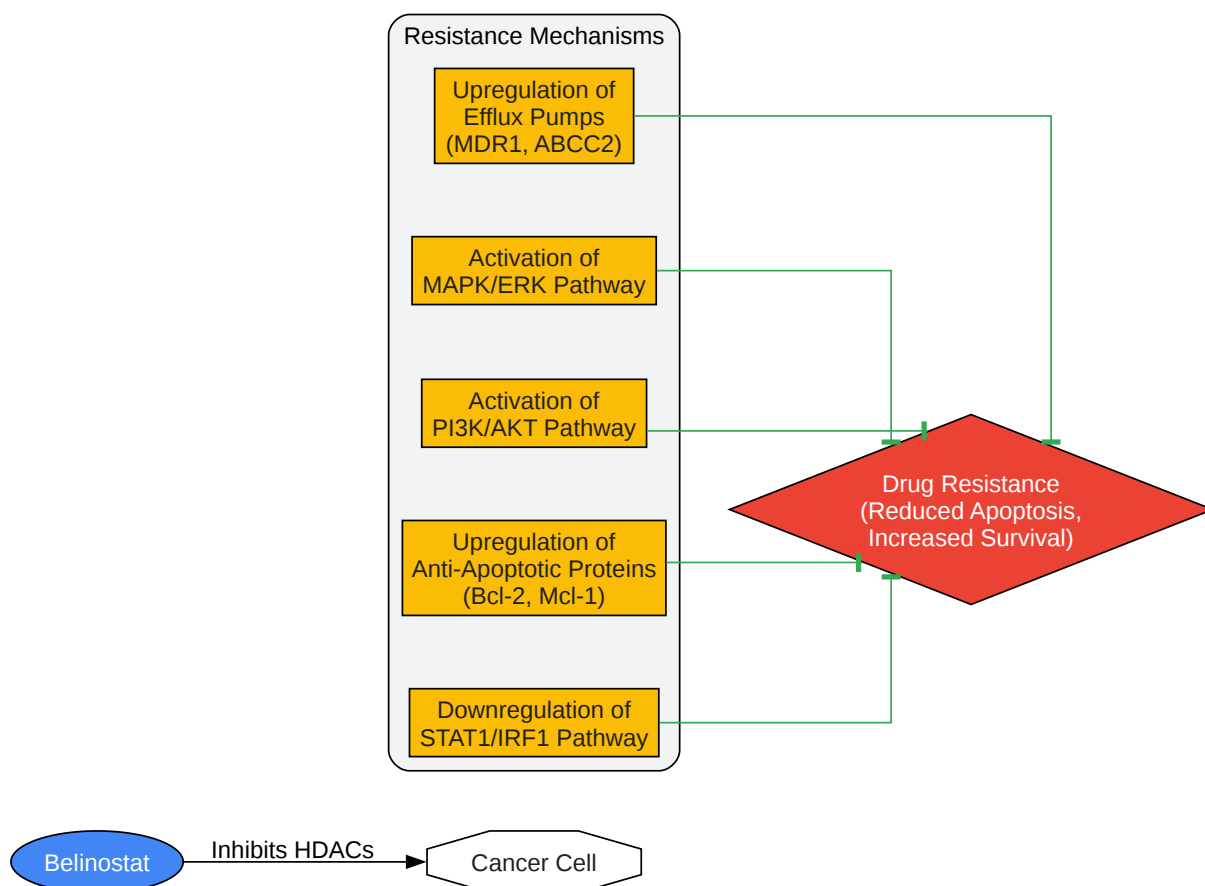 Resistance Mechanisms
Upregulation of
Efflux Pumps
(MDR1, ABCC2)
Activation of
MAPK/ERK Pathway
Activation of
PI3K/AKT Pathway
Drug Resistance
(Reduced Apoptosis,
Increased Survival)
Upregulation of
Anti-Apoptotic Proteins
(Bcl-2, Mcl-1)
Downregulation of
STAT1/IRF1 Pathway
Belinostat
Inhibits HDACs
Cancer Cell